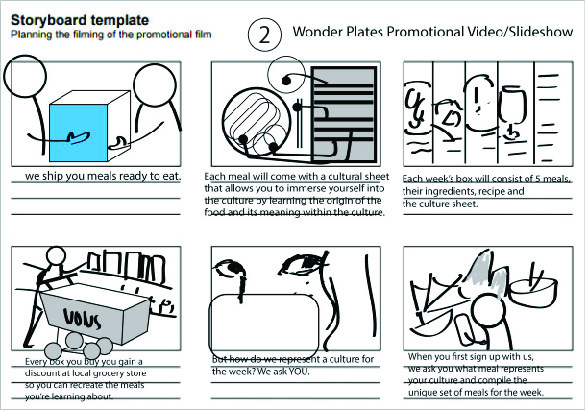 Storyboard template
Planning the filming of the promotional film
2
Wonder Plates Promotional Video/Slideshow
we ship you meals ready to eat.
Each meal will come with a cultural sheet
that allows you to immerse yourself into
the culture by learning the origin of the
food and its meaning within the culture.
Each week's box will consist of 5 meals,
their ingredients, recipe and
the culture sheet.
vous
Every box you buy you gain a
discount at local grocery store
so you can recreate the meals
you're learning about.
But how do we represent a culture for
the week? We ask YOU.
When you first sign up with us,
we ask you what meal represents
your culture and compile the
unique set of meals for the week.